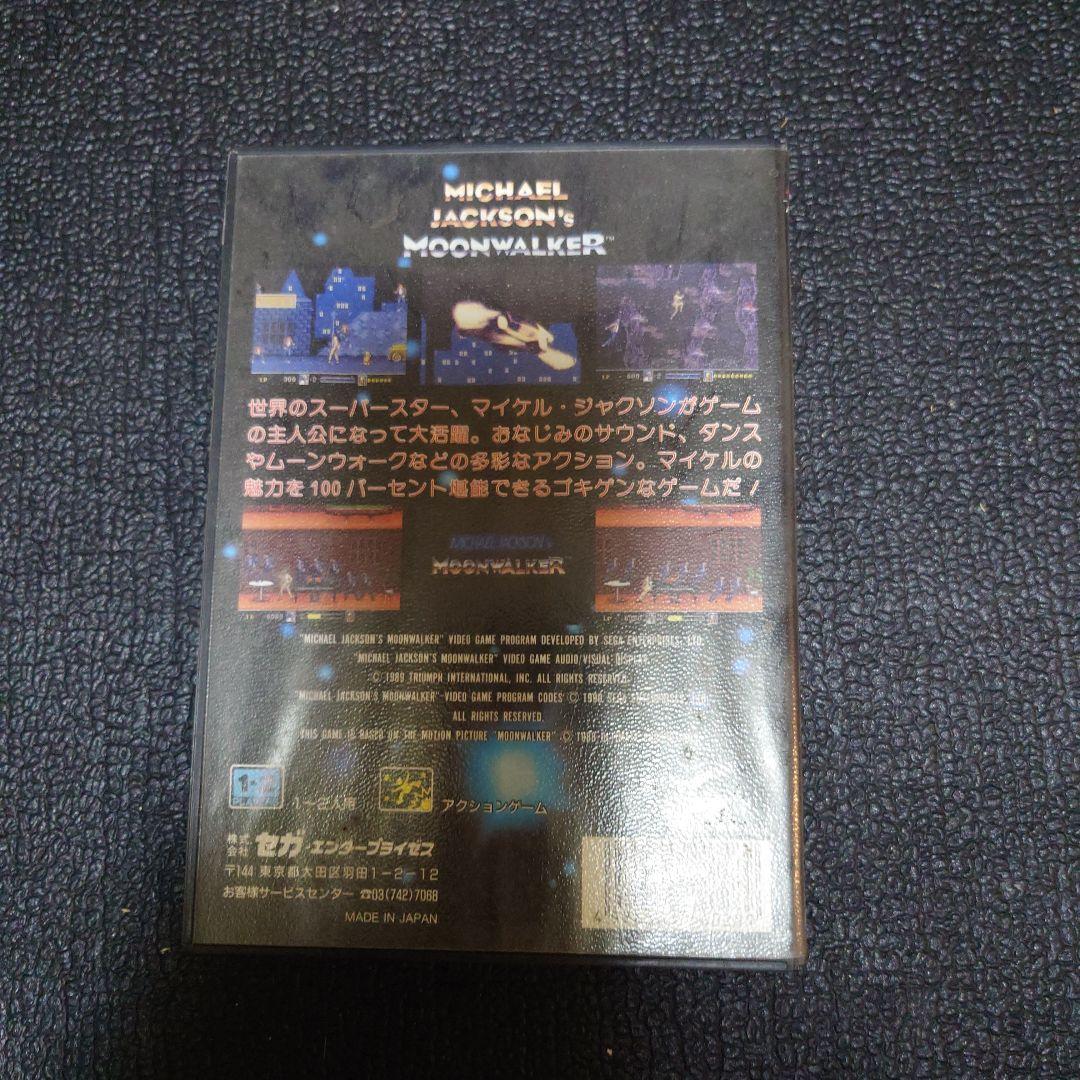 MICHAEL
JACKSON's
MOONWALKER™
世界のスーパースター、マイケル・ジャクソンがゲーム
の主人公になって大活躍。おなじみのサウンド、ダンス
やムーンウォークなどの多彩なアクション。マイケルの
魅力を100パーセント堪能できるゴキゲンなゲームだ!
MICHAEL JACKSON's
MOONWALKER
"MICHAEL JACKSON'S MOONWALKER" VIDEO GAME PROGRAM DEVELOPED BY SEGA ENTERPRISES, LTD.
"MICHAEL JACKSON'S MOONWALKER" VIDEO GAME AUDIO/VISUAL DISPLAY
© 1989 TRIUMPH INTERNATIONAL, INC. ALL RIGHTS RESERVED.
"MICHAEL JACKSON'S MOONWALKER" VIDEO GAME PROGRAM CODES © 1990 SEGA ENTERPRISES
ALL RIGHTS RESERVED.
THIS GAME IS BASED ON THE MOTION PICTURE "MOONWALKER" ©
1~2人用
アクションゲーム
株式会社 セガ・エンタープライゼス
〒144 東京都大田区羽田1-2-12
お客様サービスセンター ☎03(742)7068
MADE IN JAPAN